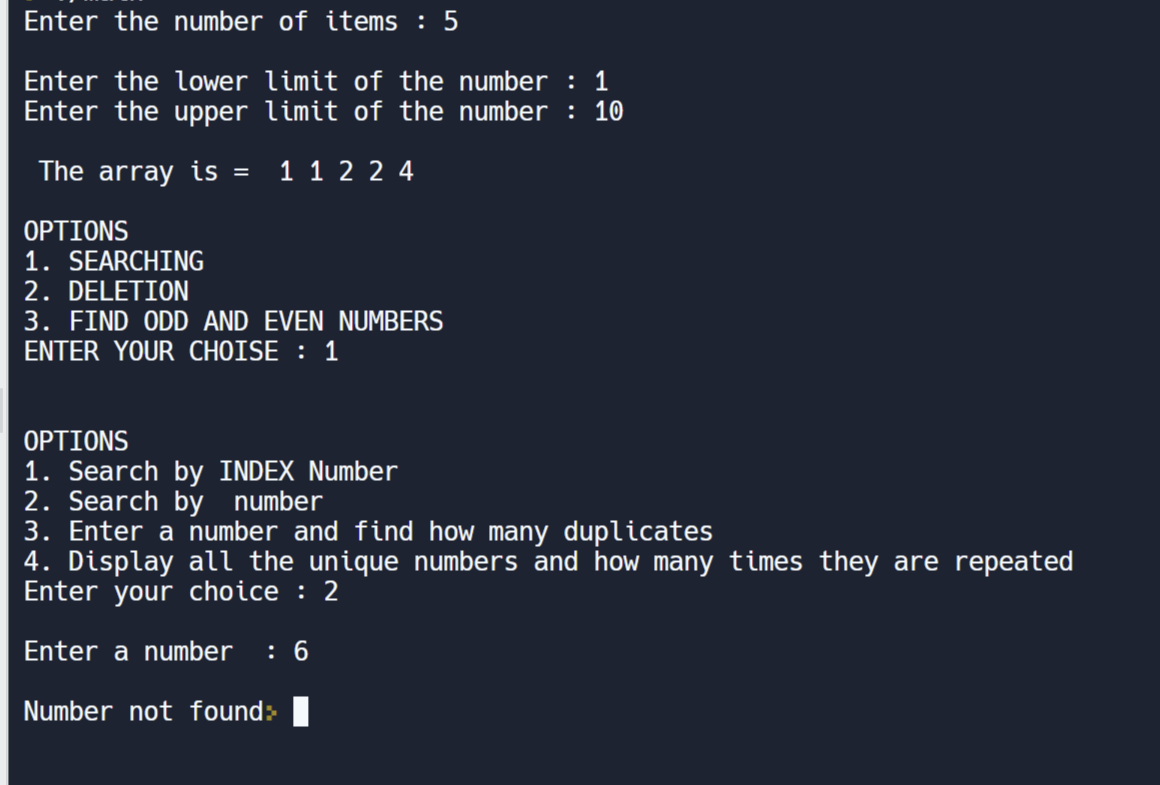 Enter the number of items : 5
Enter the lower limit of the number : 1
Enter the upper limit of the number : 10
The array is =  1 1 2 2 4
OPTIONS
1. SEARCHING
2. DELETION
3. FIND ODD AND EVEN NUMBERS
ENTER YOUR CHOISE : 1
OPTIONS
1. Search by INDEX Number
2. Search by  number
3. Enter a number and find how many duplicates
4. Display all the unique numbers and how many times they are repeated
Enter your choice : 2
Enter a number  : 6
Number not found>